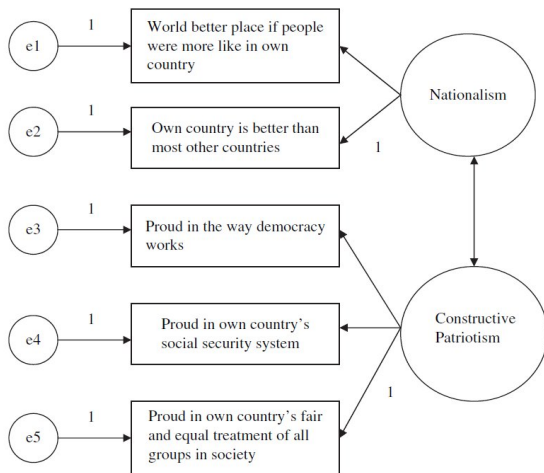 1
e1
World better place if people
were more like in own
country
Nationalism
1
e2
Own country is better than
most other countries
1
1
e3
Proud in the way democracy
works
1
e4
Proud in own country's
social security system
Constructive
Patriotism
1
1
e5
Proud in own country's fair
and equal treatment of all
groups in society